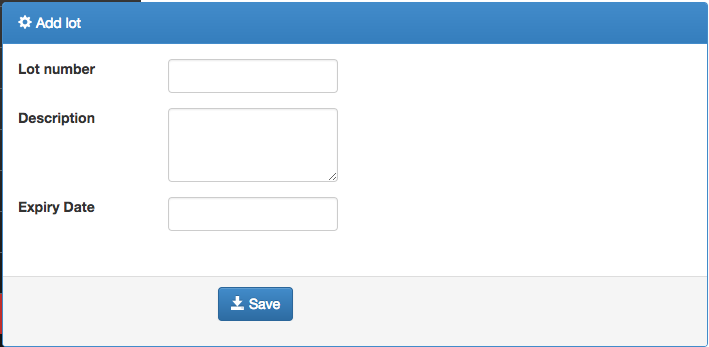 Add lot
Lot number
Description
Expiry Date
Save